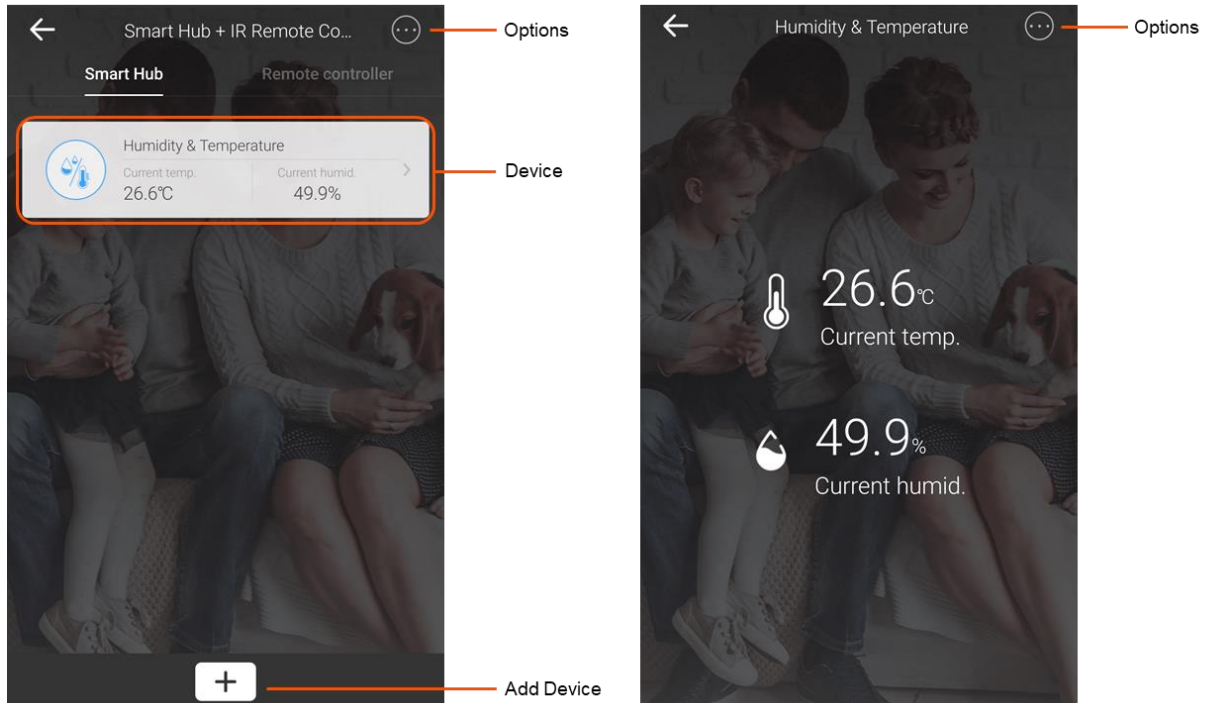 Smart Hub + IR Remote Co...
Options
Smart Hub
Remote controller
Humidity & Temperature
Current temp.
Current humid.
26.6℃
49.9%
Device
Add Device
Humidity & Temperature
Options
26.6℃
Current temp.
49.9%
Current humid.